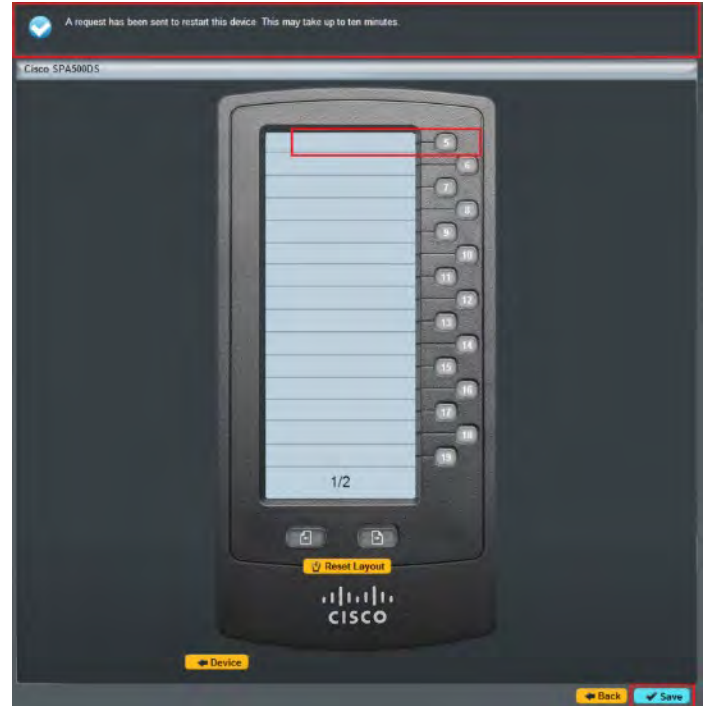 A request has been sent to restart this device. This may take up to ten minutes.
Cisco SPA500DS
5
6
7
8
9
10
11
12
13
14
15
16
17
18
19
1/2
Reset Layout
CISCO
Device
Back
Save